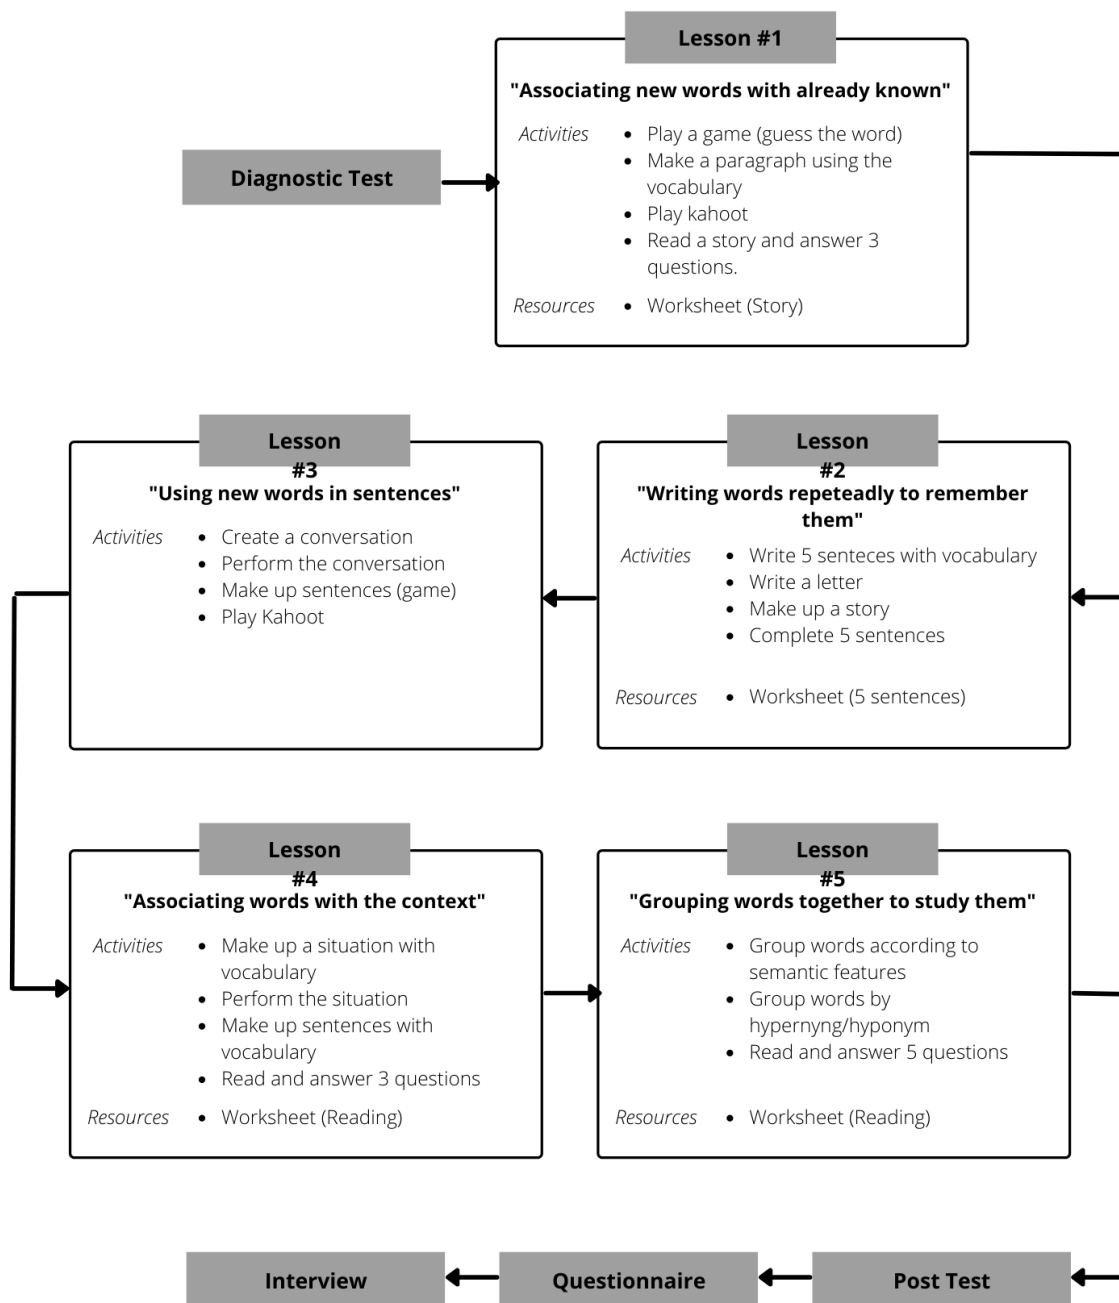 Lesson #1
"Associating new words with already known"
Activities
• Play a game (guess the word)
• Make a paragraph using the
vocabulary
• Play kahoot
• Read a story and answer 3
questions.
Resources
• Worksheet (Story)
Diagnostic Test
Lesson
#2
"Writing words repeteadly to remember
them"
Activities
• Write 5 senteces with vocabulary
• Write a letter
• Make up a story
• Complete 5 sentences
Resources
• Worksheet (5 sentences)
Lesson
#3
"Using new words in sentences"
Activities
• Create a conversation
• Perform the conversation
• Make up sentences (game)
• Play Kahoot
Lesson
#4
"Associating words with the context"
Activities
• Make up a situation with
vocabulary
• Perform the situation
• Make up sentences with
vocabulary
• Read and answer 3 questions
Resources
• Worksheet (Reading)
Lesson
#5
"Grouping words together to study them"
Activities
• Group words according to
semantic features
• Group words by
hypernyng/hyponym
• Read and answer 5 questions
Resources
• Worksheet (Reading)
Post Test
Questionnaire
Interview